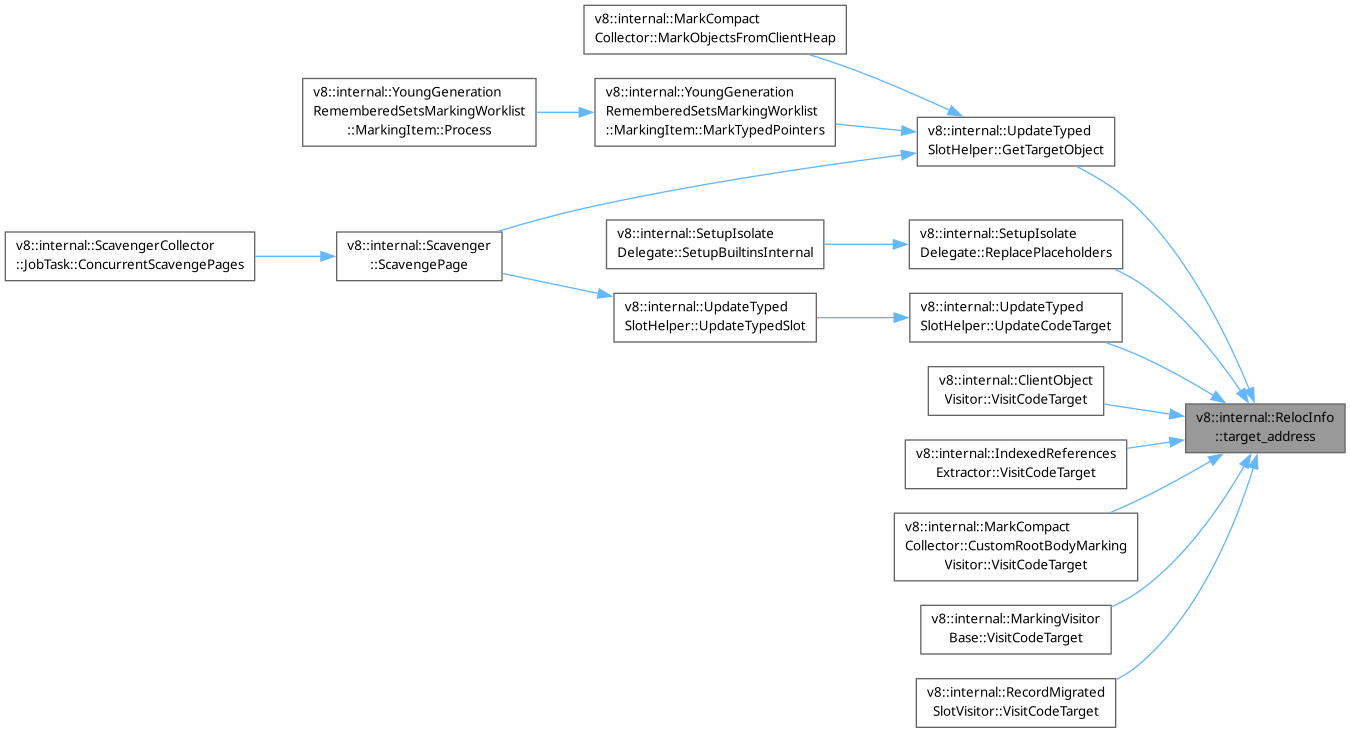 v8::internal::MarkCompact
Collector::MarkObjectsFromClientHeap
v8::internal::YoungGeneration
RememberedSetsMarkingWorklist
::MarkingItem::Process
v8::internal::YoungGeneration
RememberedSetsMarkingWorklist
::MarkingItem::MarkTypedPointers
v8::internal::UpdateTyped
SlotHelper::GetTargetObject
v8::internal::ScavengerCollector
::JobTask::ConcurrentScavengePages
v8::internal::Scavenger
::ScavengePage
v8::internal::SetupIsolate
Delegate::SetupBuiltinsInternal
v8::internal::SetupIsolate
Delegate::ReplacePlaceholders
v8::internal::UpdateTyped
SlotHelper::UpdateTypedSlot
v8::internal::UpdateTyped
SlotHelper::UpdateCodeTarget
v8::internal::ClientObject
Visitor::VisitCodeTarget
v8::internal::RelocInfo
::target_address
v8::internal::IndexedReferences
Extractor::VisitCodeTarget
v8::internal::MarkCompact
Collector::CustomRootBodyMarking
Visitor::VisitCodeTarget
v8::internal::MarkingVisitor
Base::VisitCodeTarget
v8::internal::RecordMigrated
SlotVisitor::VisitCodeTarget